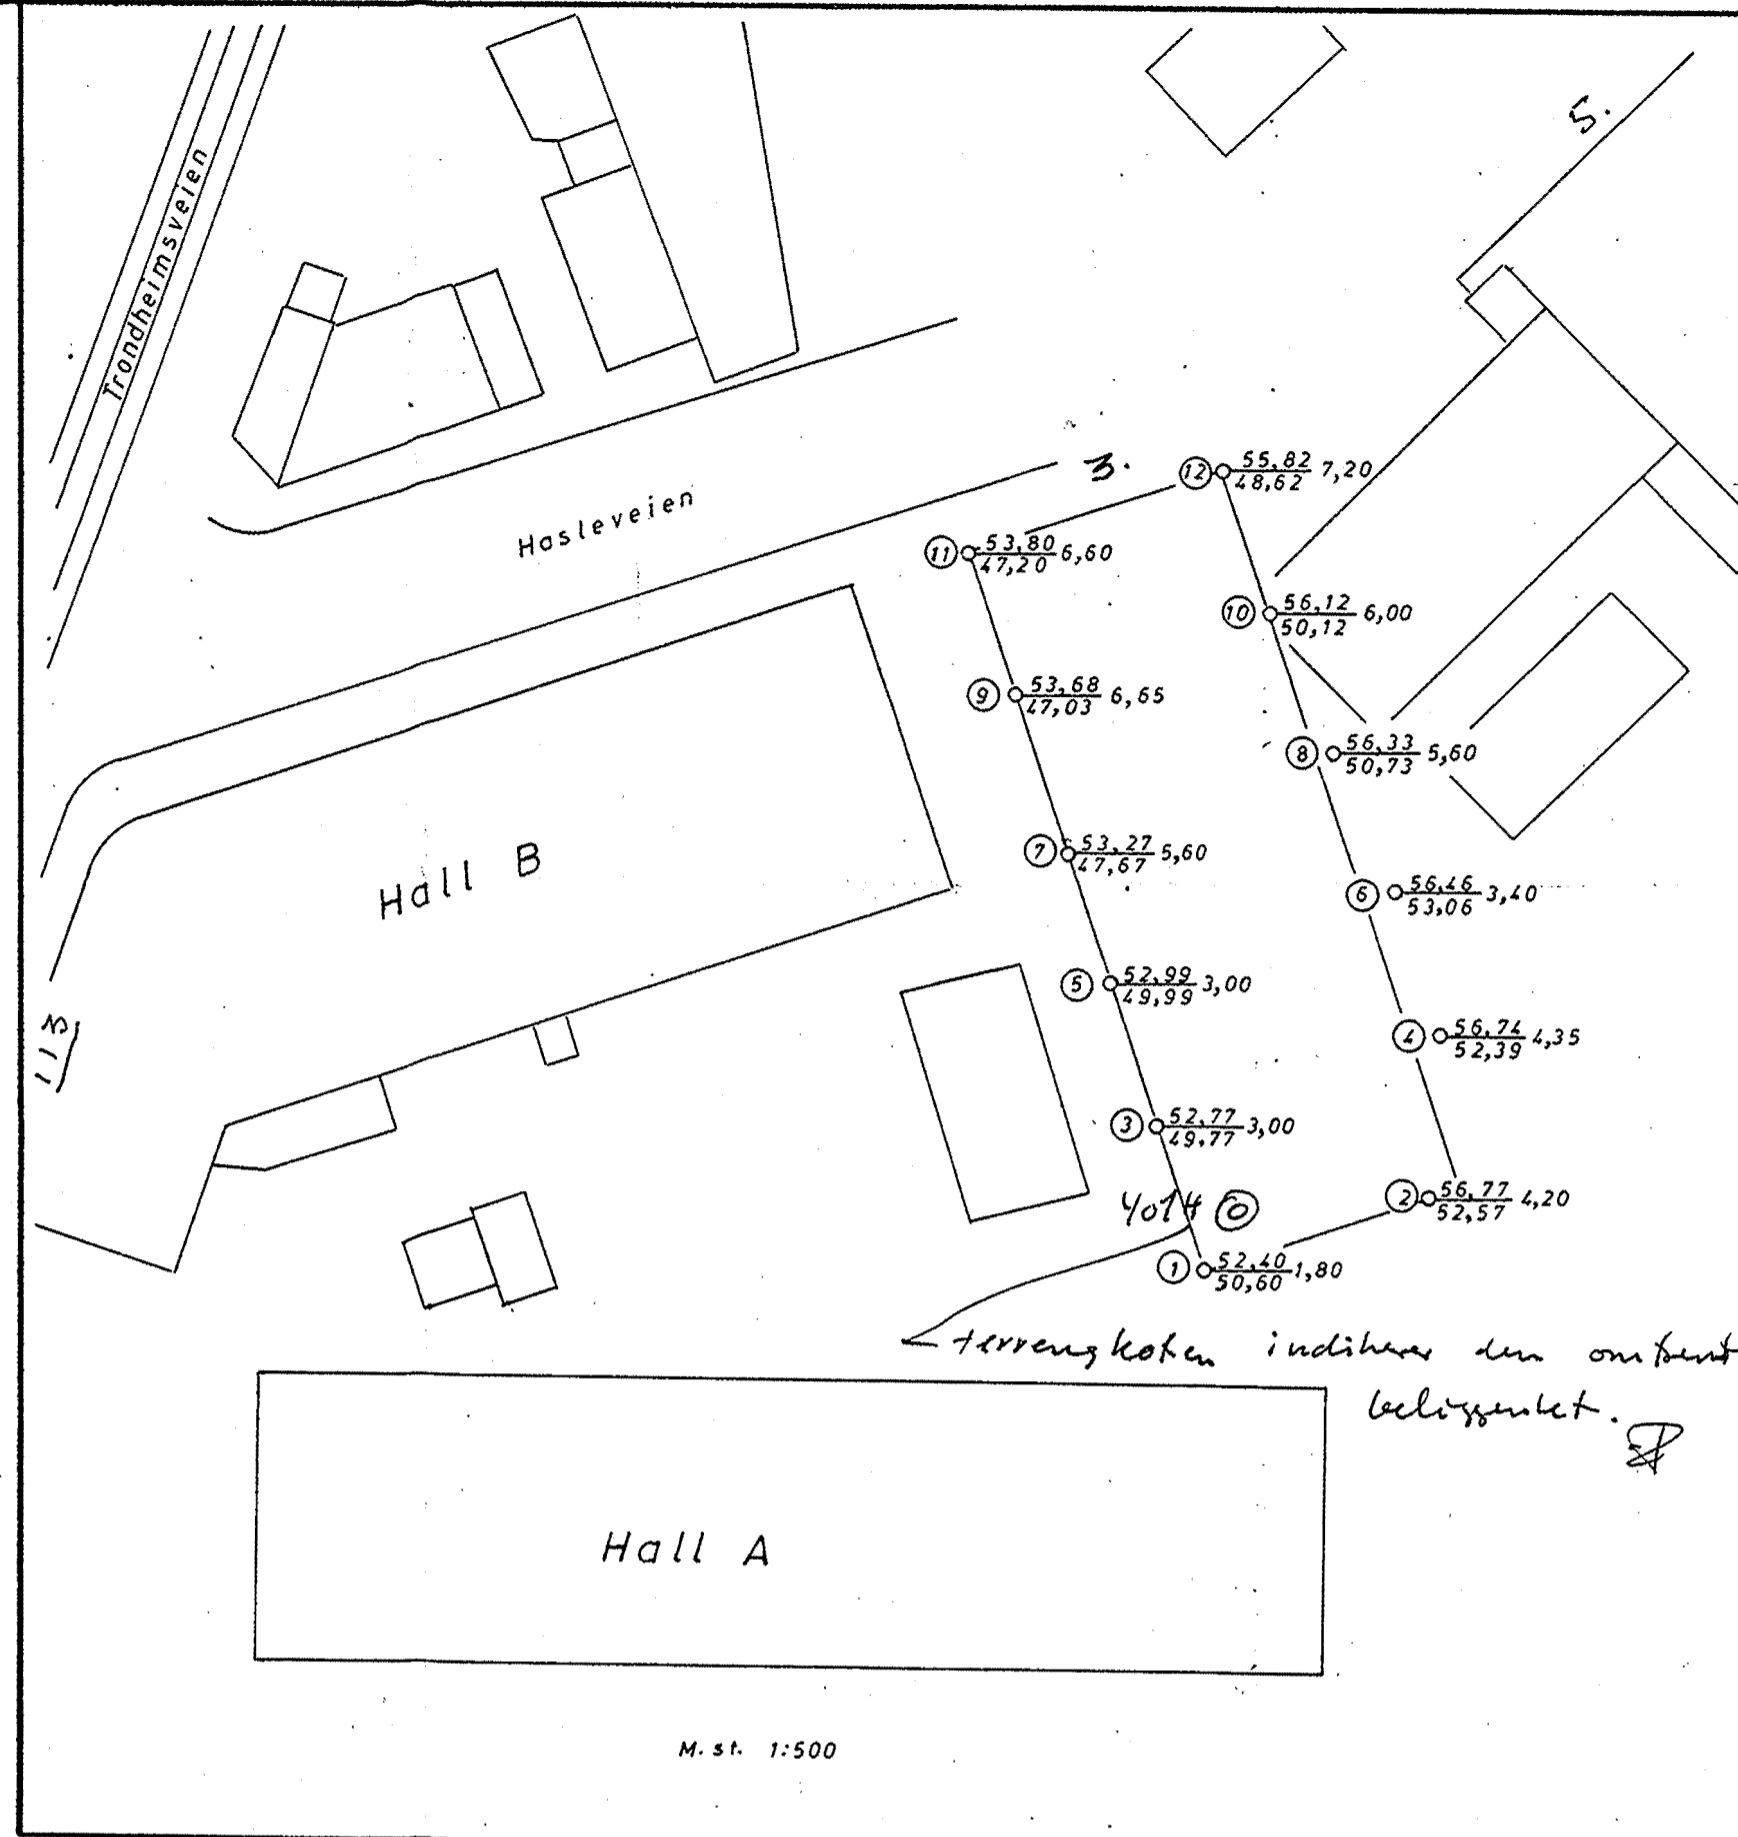 5.
Trondheimsveien
3.
12 55,82 7,20
48,62
Hasleveien
11 53,80 6,60
47,20
10 56,12 6,00
50,12
9 53,68 6,65
47,03
8 56,33 5,60
50,73
7 53,27 5,60
47,67
Hall B
6 56,46 3,40
53,06
5 52,99 3,00
49,99
4 56,74 4,35
52,39
3 52,77 3,00
49,77
2 56,77 4,20
52,57
1 52,40 1,80
50,60
terrengkoten indikerer den omtrent
beliggenhet.
Hall A
M. st. 1:500